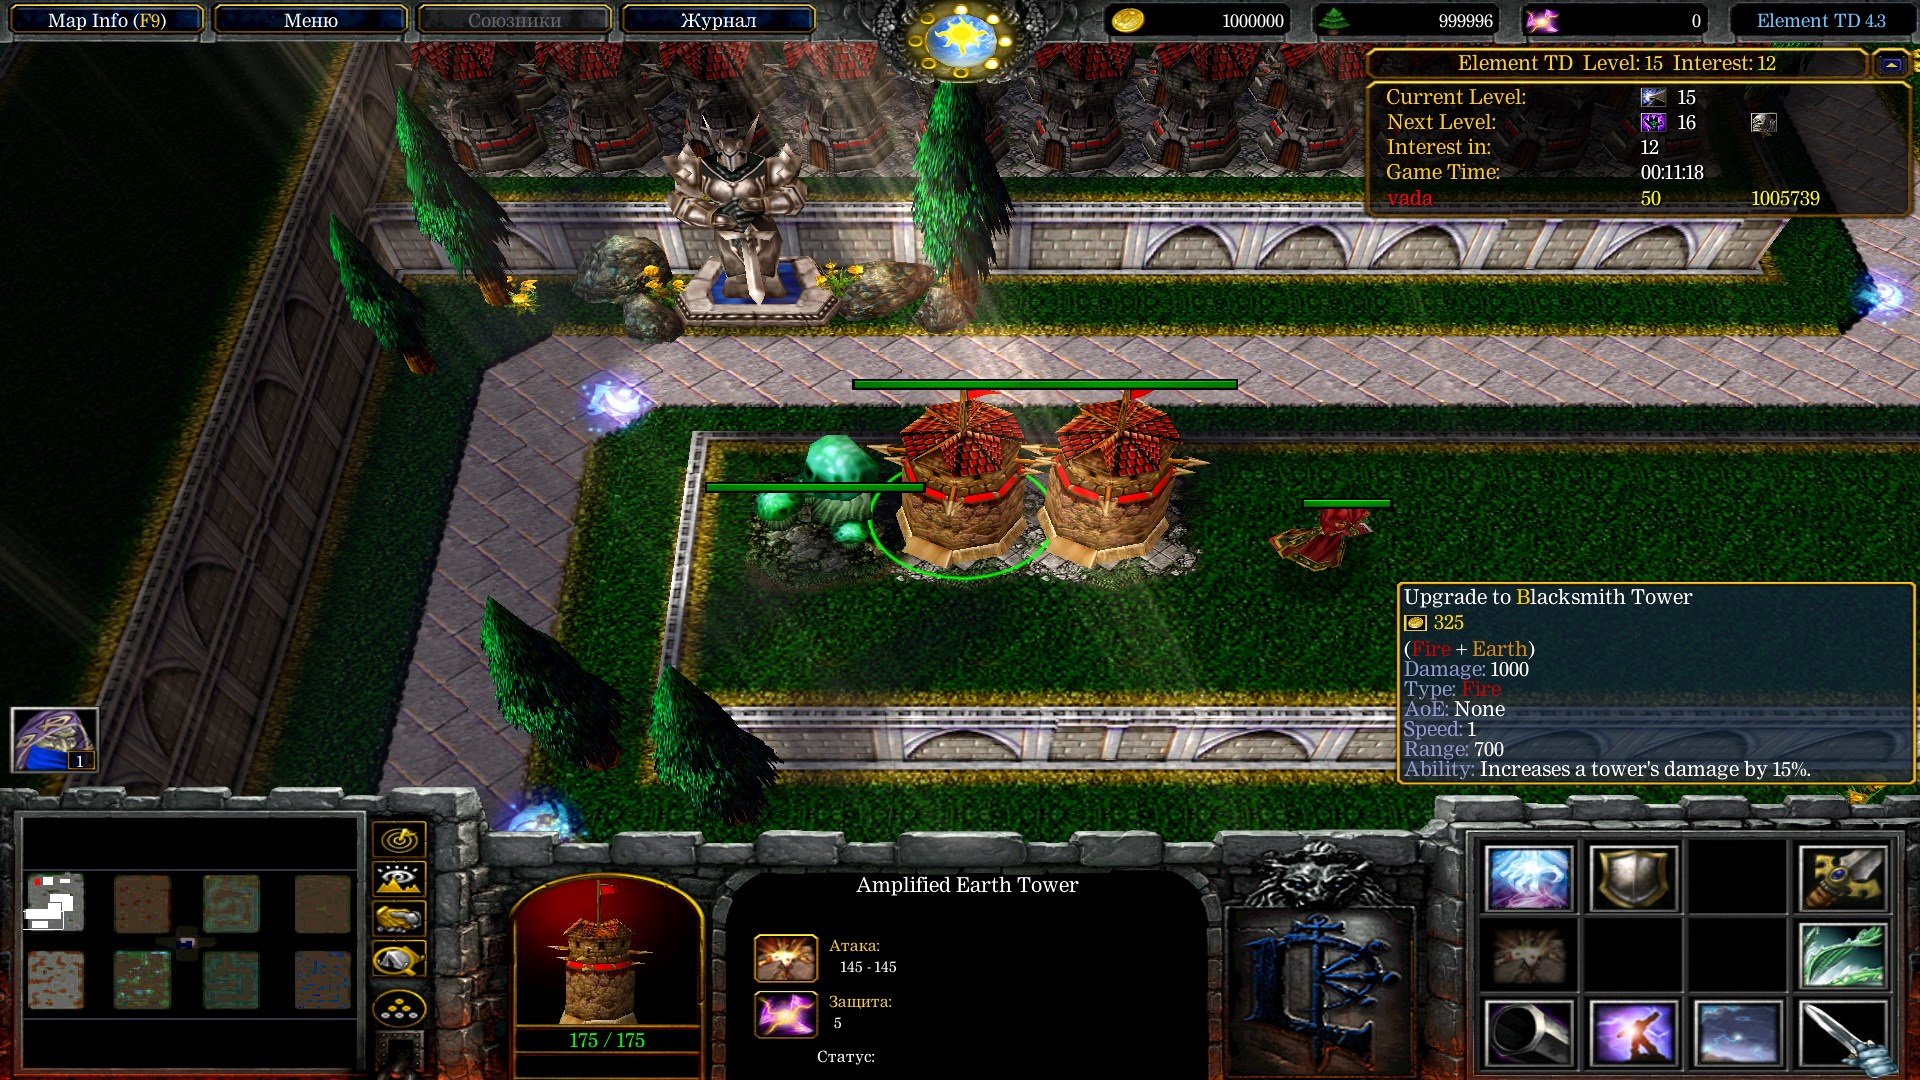 Map Info (F9)
Меню
Союзники
Журнал
1000000
999996
0
Element TD 4.3
Element TD Level: 15 Interest: 12
Current Level: 15
Next Level: 16
Interest in: 12
Game Time: 00:11:18
vada 50 1005739
Upgrade to Blacksmith Tower
325
(Fire + Earth)
Damage: 1000
Type: Fire
AoE: None
Speed: 1
Range: 700
Ability: Increases a tower's damage by 15%.
1
Amplified Earth Tower
Атака:
145 - 145
Защита:
5
Статус:
175 / 175